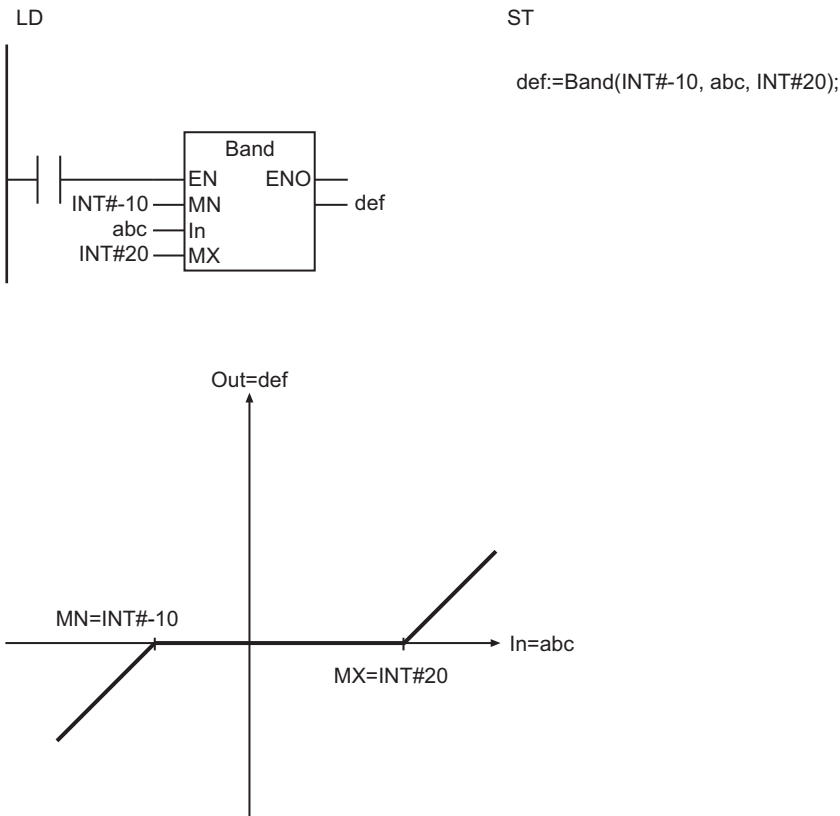 LD
ST
def:=Band(INT#-10, abc, INT#20);
Band
EN ENO
INT#-10 MN def
abc In
INT#20 MX
Out=def
MN=INT#-10
In=abc
MX=INT#20